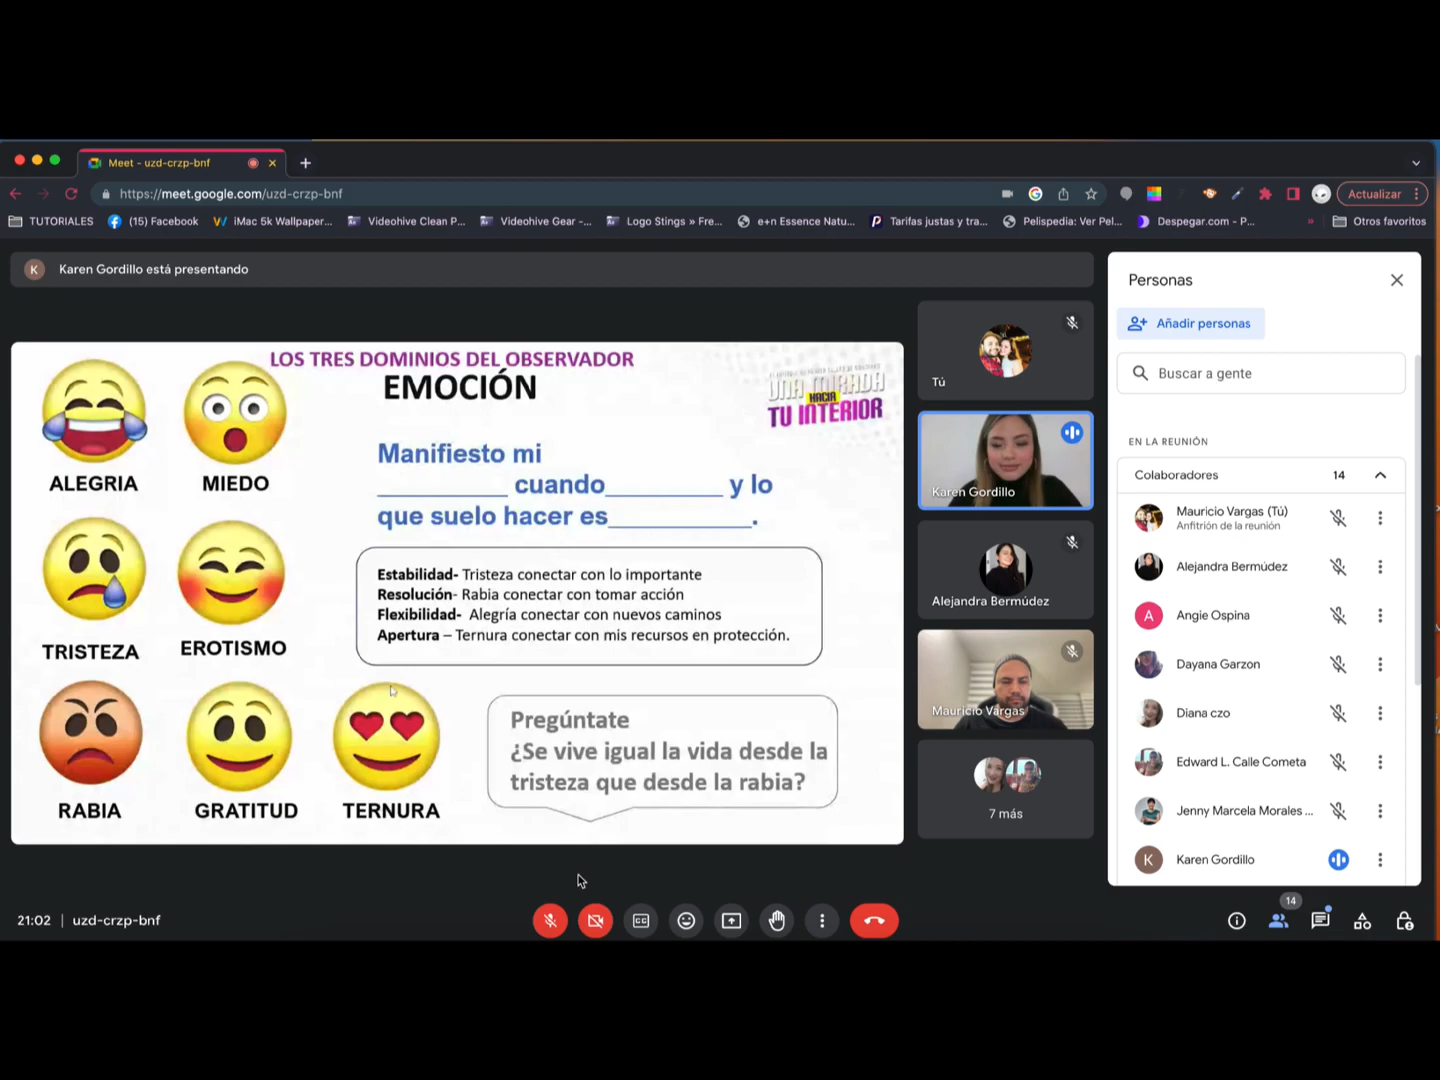 Meet - uzd-crzp-bnf
https://meet.google.com/uzd-crzp-bnf
Actualizar
TUTORIALES
(15) Facebook
iMac 5k Wallpaper...
Videohive Clean P...
Videohive Gear -...
Logo Stings » Fre...
e+n Essence Natu...
Tarifas justas y tra...
Pelispedia: Ver Pel...
Despegar.com - P...
»
Otros favoritos
K
Karen Gordillo está presentando
LOS TRES DOMINIOS DEL OBSERVADOR
EMOCIÓN
UNA MIRADA
HACIA
TU INTERIOR
ALEGRIA
MIEDO
Manifiesto mi
_________ cuando________ y lo
que suelo hacer es__________.
TRISTEZA
EROTISMO
Estabilidad- Tristeza conectar con lo importante
Resolución- Rabia conectar con tomar acción
Flexibilidad- Alegría conectar con nuevos caminos
Apertura – Ternura conectar con mis recursos en protección.
RABIA
GRATITUD
TERNURA
Pregúntate
¿Se vive igual la vida desde la
tristeza que desde la rabia?
Tú
Karen Gordillo
Alejandra Bermúdez
Mauricio Vargas
7 más
Personas
Añadir personas
Buscar a gente
EN LA REUNIÓN
Colaboradores 14
Mauricio Vargas (Tú)
Anfitrión de la reunión
Alejandra Bermúdez
A Angie Ospina
Dayana Garzon
Diana czo
Edward L. Calle Cometa
Jenny Marcela Morales ...
K Karen Gordillo
21:02 | uzd-crzp-bnf
CC
14